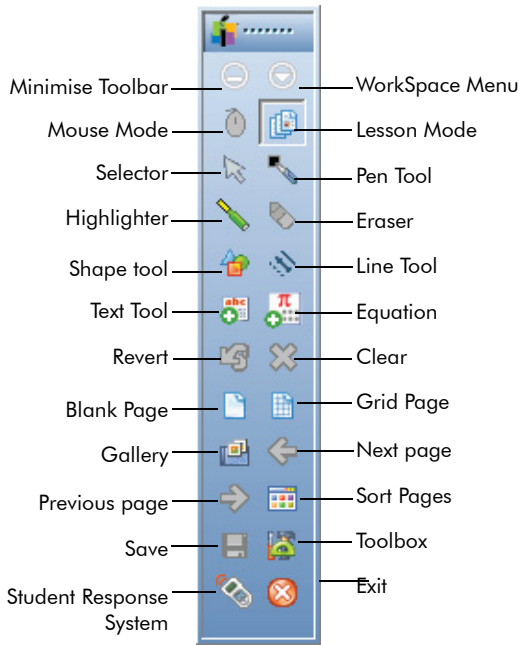 Minimise Toolbar
WorkSpace Menu
Mouse Mode
Lesson Mode
Selector
Pen Tool
Highlighter
Eraser
Shape tool
Line Tool
abc
π
Text Tool
Equation
Revert
Clear
Blank Page
Grid Page
Gallery
Next page
Previous page
Sort Pages
Save
Toolbox
Student Response
System
Exit